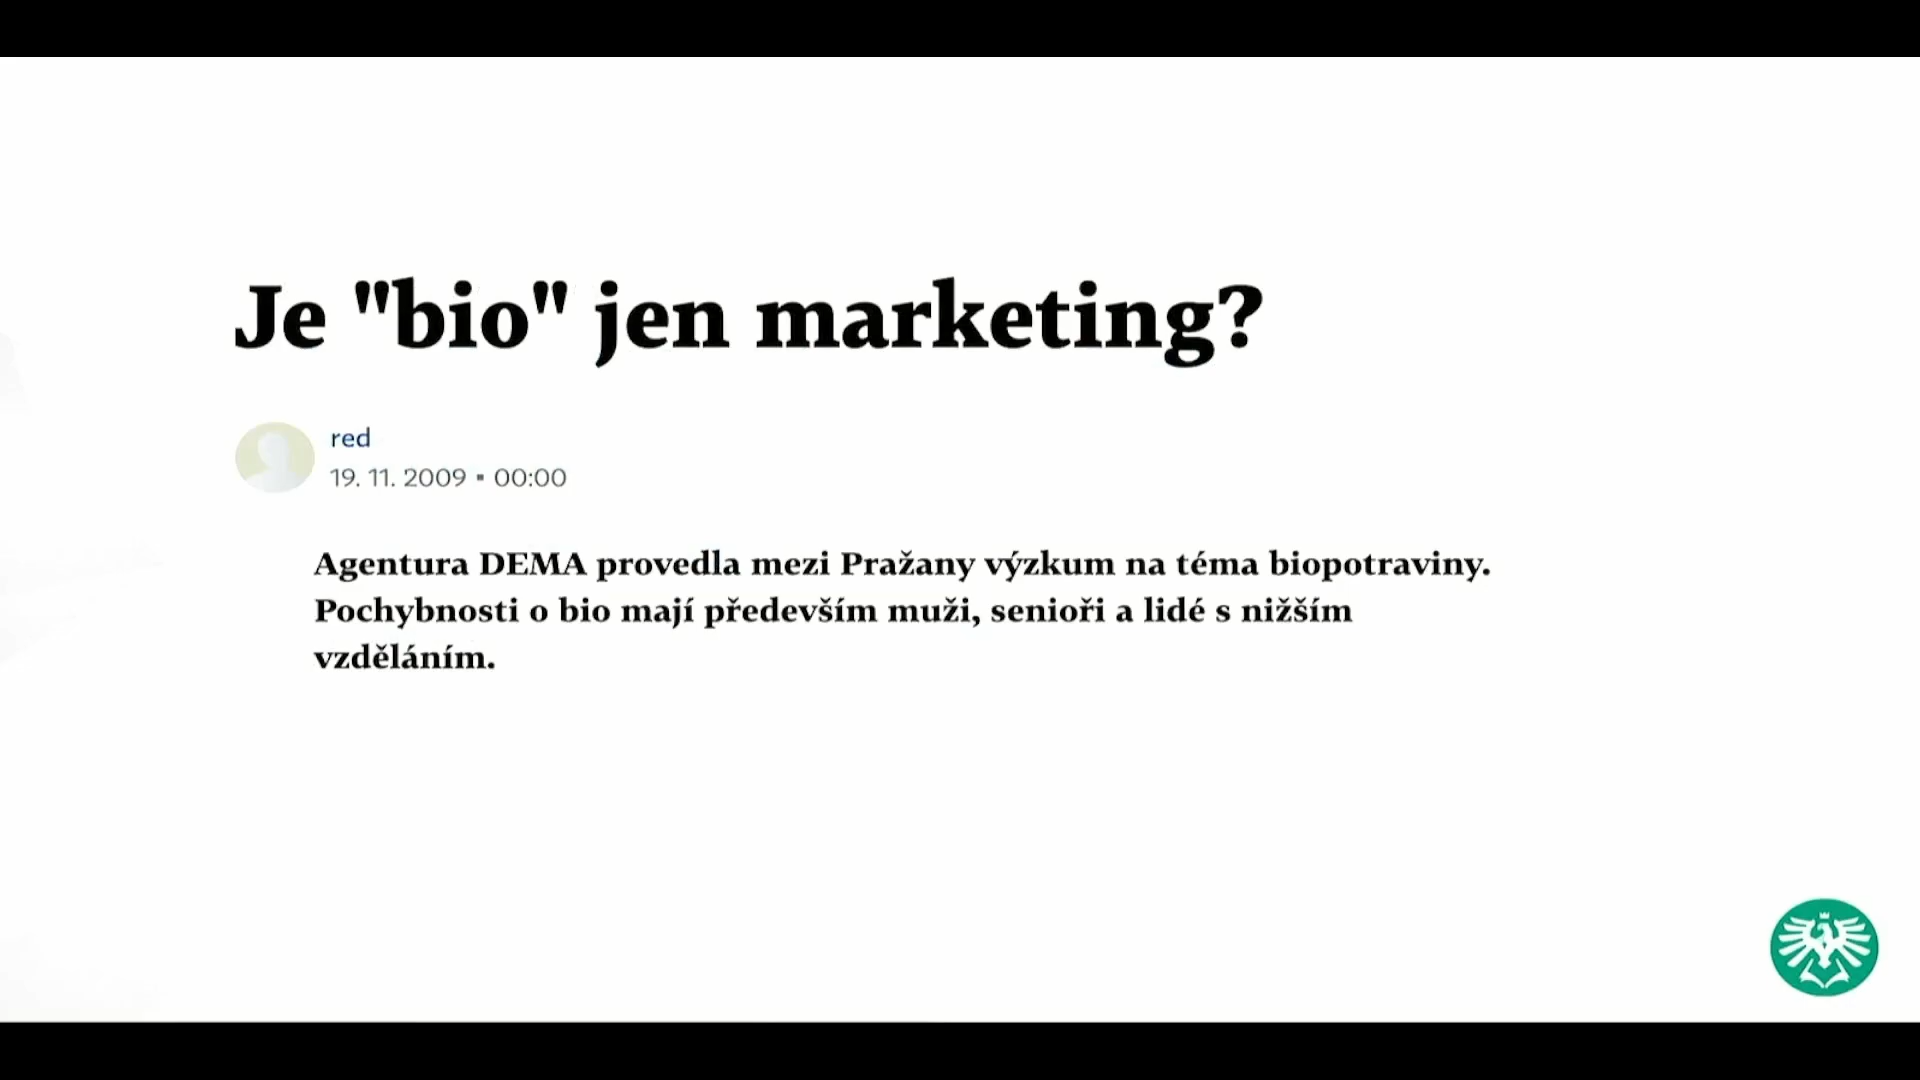 Je "bio" jen marketing?
red
19. 11. 2009 ▪ 00:00
Agentura DEMA provedla mezi Pražany výzkum na téma biopotraviny.
Pochybnosti o bio mají především muži, senioři a lidé s nižším
vzděláním.